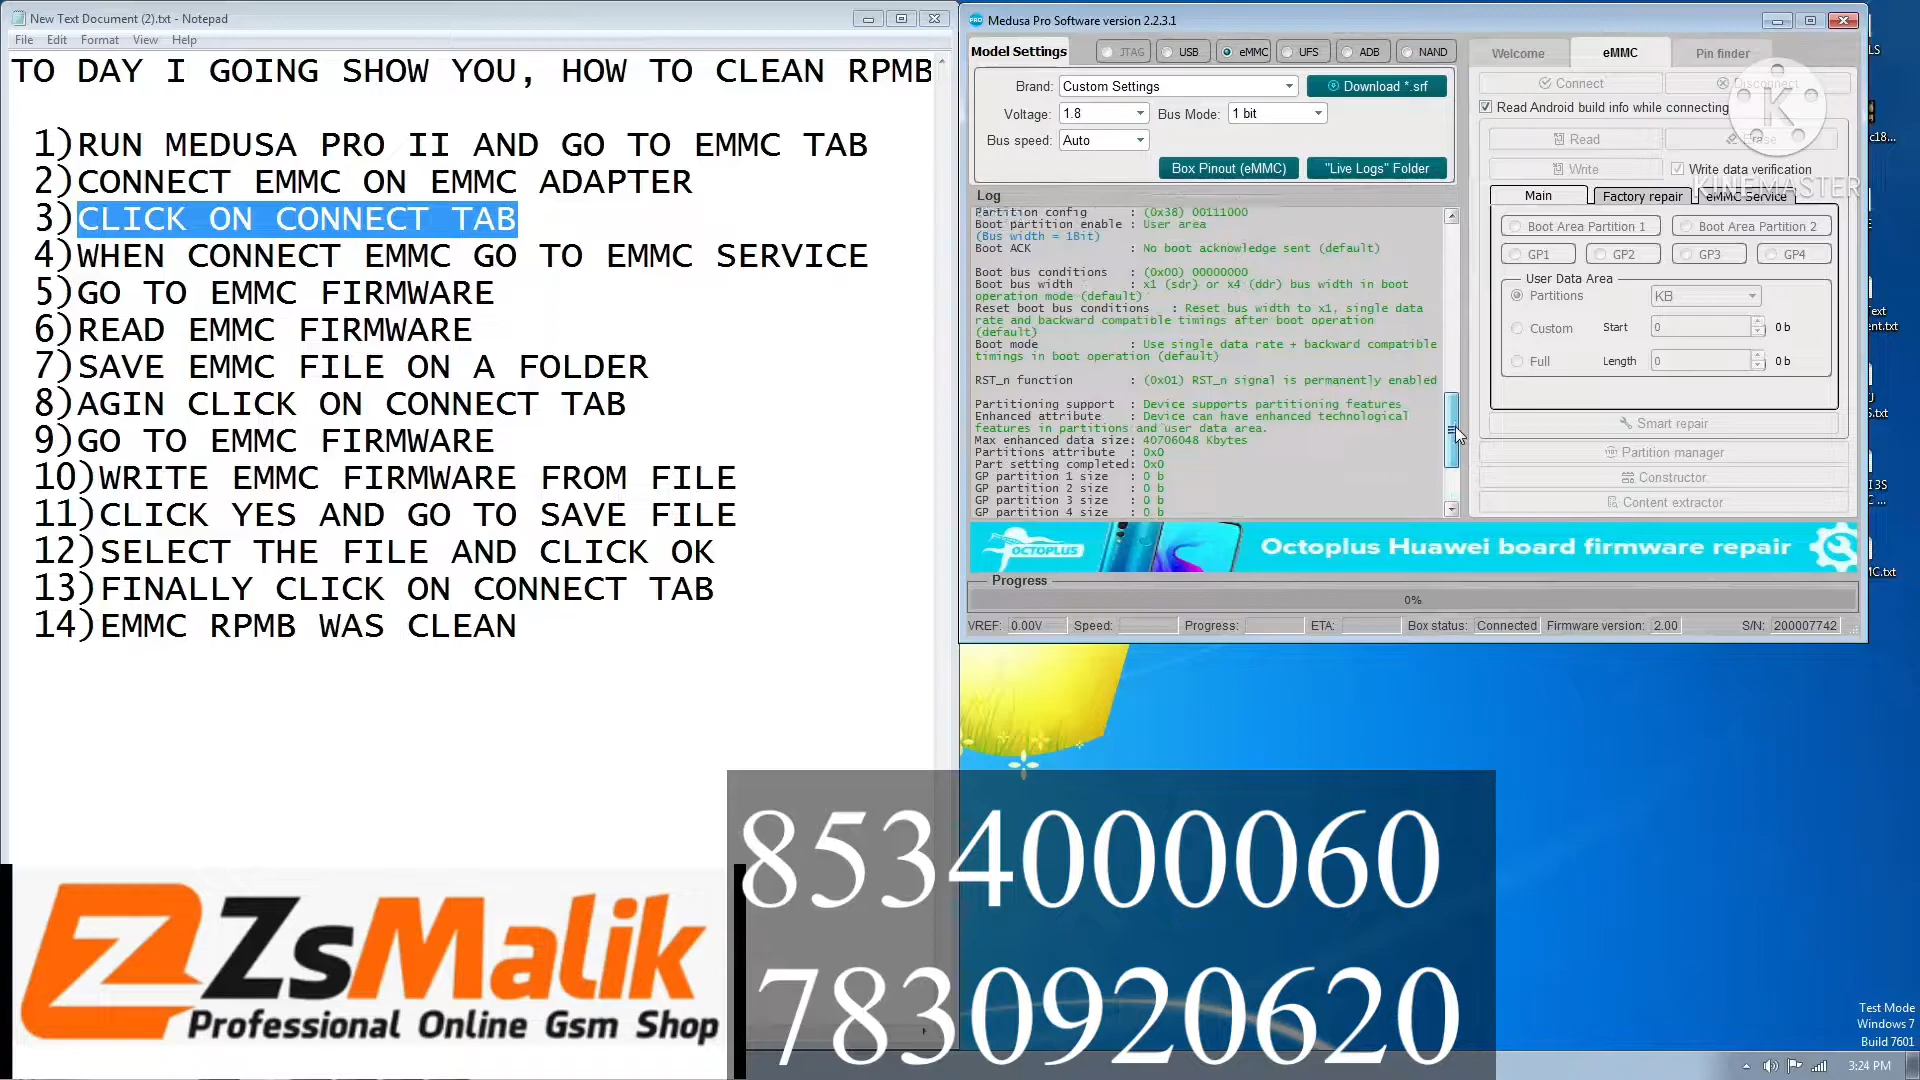 New Text Document (2).txt - Notepad
File Edit Format View Help
TO DAY I GOING SHOW YOU, HOW TO CLEAN RPMB
1)RUN MEDUSA PRO II AND GO TO EMMC TAB
2)CONNECT EMMC ON EMMC ADAPTER
3)CLICK ON CONNECT TAB
4)WHEN CONNECT EMMC GO TO EMMC SERVICE
5)GO TO EMMC FIRMWARE
6)READ EMMC FIRMWARE
7)SAVE EMMC FILE ON A FOLDER
8)AGIN CLICK ON CONNECT TAB
9)GO TO EMMC FIRMWARE
10)WRITE EMMC FIRMWARE FROM FILE
11)CLICK YES AND GO TO SAVE FILE
12)SELECT THE FILE AND CLICK OK
13)FINALLY CLICK ON CONNECT TAB
14)EMMC RPMB WAS CLEAN
Medusa Pro Software version 2.2.3.1
Model Settings JTAG USB eMMC UFS ADB NAND
Brand: Custom Settings Download *.srf
Voltage: 1.8 Bus Mode: 1 bit
Bus speed: Auto
Box Pinout (eMMC) "Live Logs" Folder
Log
Partition config : (0x38) 00111000
Boot partition enable : User area
(Bus width = 1Bit)
Boot ACK : No boot acknowledge sent (default)
Boot bus conditions : (0x00) 00000000
Boot bus width : x1 (sdr) or x4 (ddr) bus width in boot
operation mode (default)
Reset boot bus conditions : Reset bus width to x1, single data
rate and backward compatible timings after boot operation
(default)
Boot mode : Use single data rate + backward compatible
timings in boot operation (default)
RST_n function : (0x01) RST_n signal is permanently enabled
Partitioning support : Device supports partitioning features
Enhanced attribute : Device can have enhanced technological
features in partitions and user data area.
Max enhanced data size: 40706048 Kbytes
Partitions attribute : 0x0
Part setting completed: 0x0
GP partition 1 size : 0 b
GP partition 2 size : 0 b
GP partition 3 size : 0 b
GP partition 4 size : 0 b
Welcome eMMC Pin finder
Connect Disconnect
Read Android build info while connecting
Read Erase
Write Write data verification
KINEMASTER
Main Factory repair eMMC Service
Boot Area Partition 1 Boot Area Partition 2
GP1 GP2 GP3 GP4
User Data Area
Partitions KB
Custom Start 0 0 b
Full Length 0 0 b
Smart repair
Partition manager
Constructor
Content extractor
OCTOPLUS Octoplus Huawei board firmware repair
Progress
0%
VREF: 0.00V Speed: Progress: ETA: Box status: Connected Firmware version: 2.00 S/N: 200007742
8534000060
7830920620
ZsMalik
Professional Online Gsm Shop
Test Mode
Windows 7
Build 7601
3:24 PM